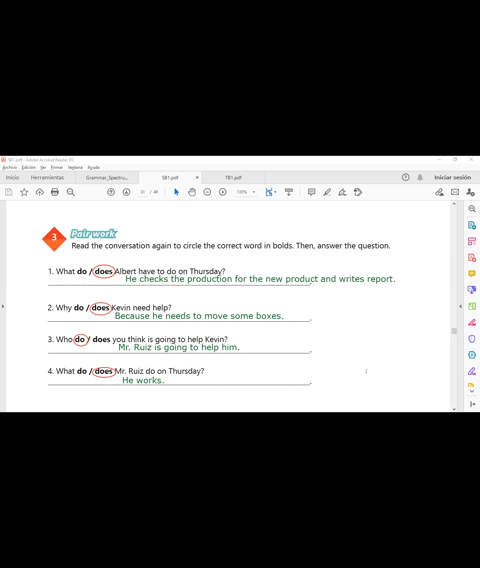 SB1.pdf - Adobe Acrobat Reader DC
Archivo Edición Ver Firmar Ventana Ayuda
Inicio Herramientas Grammar_Spectru... SB1.pdf × TB1.pdf Iniciar sesión
31 / 48 135%
3 Pair work
Read the conversation again to circle the correct word in bolds. Then, answer the question.
1. What do / does Albert have to do on Thursday?
He checks the production for the new product and writes report.
2. Why do / does Kevin need help?
Because he needs to move some boxes.
3. Who do / does you think is going to help Kevin?
Mr. Ruiz is going to help him.
4. What do / does Mr. Ruiz do on Thursday?
He works.